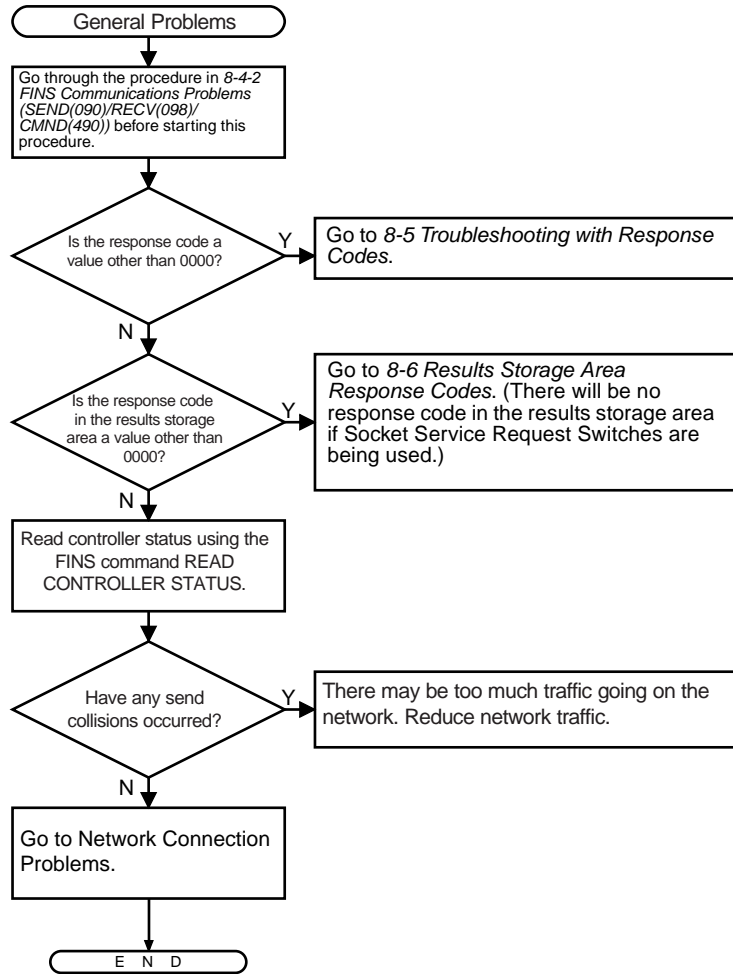 General Problems
Go through the procedure in 8-4-2
FINS Communications Problems
(SEND(090)/RECV(098)/
CMND(490)) before starting this
procedure.
Is the response code a
value other than 0000?
Y
Go to 8-5 Troubleshooting with Response
Codes.
N
Is the response code
in the results storage
area a value other than
0000?
Y
Go to 8-6 Results Storage Area
Response Codes. (There will be no
response code in the results storage area
if Socket Service Request Switches are
being used.)
N
Read controller status using the
FINS command READ
CONTROLLER STATUS.
Have any send
collisions occurred?
Y
There may be too much traffic going on the
network. Reduce network traffic.
N
Go to Network Connection
Problems.
E N D